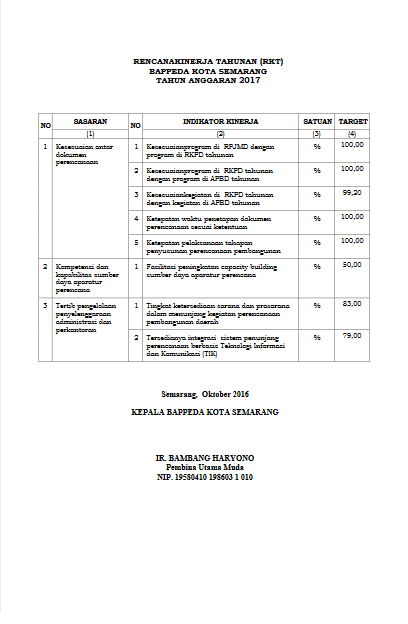 RENCANAKINERJA TAHUNAN (RKT)
BAPPEDA KOTA SEMARANG
TAHUN ANGGARAN 2017
NO SASARAN NO INDIKATOR KINERJA SATUAN TARGET
(1) (2) (3) (4)
1 Kesesuaian antar dokumen perencanaan 1 Kesesuaianprogram di RPJMD dengan program di RKPD tahunan % 100,00
2 Kesesuaianprogram di RKPD tahunan dengan program di APBD tahunan % 100,00
3 Kesesuaiankegiatan di RKPD tahunan dengan kegiatan di APBD tahunan % 99,20
4 Ketepatan waktu penetapan dokumen perencanaan sesuai ketentuan % 100,00
5 Ketepatan pelaksanaan tahapan penyusunan perencanaan pembangunan % 100,00
2 Kompetensi dan kapabilitas sumber daya aparatur perencana 1 Fasilitasi peningkatan capacity building sumber daya aparatur perencana % 50,00
3 Tertib pengelolaan penyelenggaraan administrasi dan perkantoran 1 Tingkat ketersediaan sarana dan prasarana dalam menunjang kegiatan perencanaan pembangunan daerah % 83,00
2 Tersedianya integrasi sistem penunjang perencanaan berbasis Teknologi Informasi dan Komunikasi (TIK) % 79,00
Semarang, Oktober 2016
KEPALA BAPPEDA KOTA SEMARANG
IR. BAMBANG HARYONO
Pembina Utama Muda
NIP. 19580410 198603 1 010